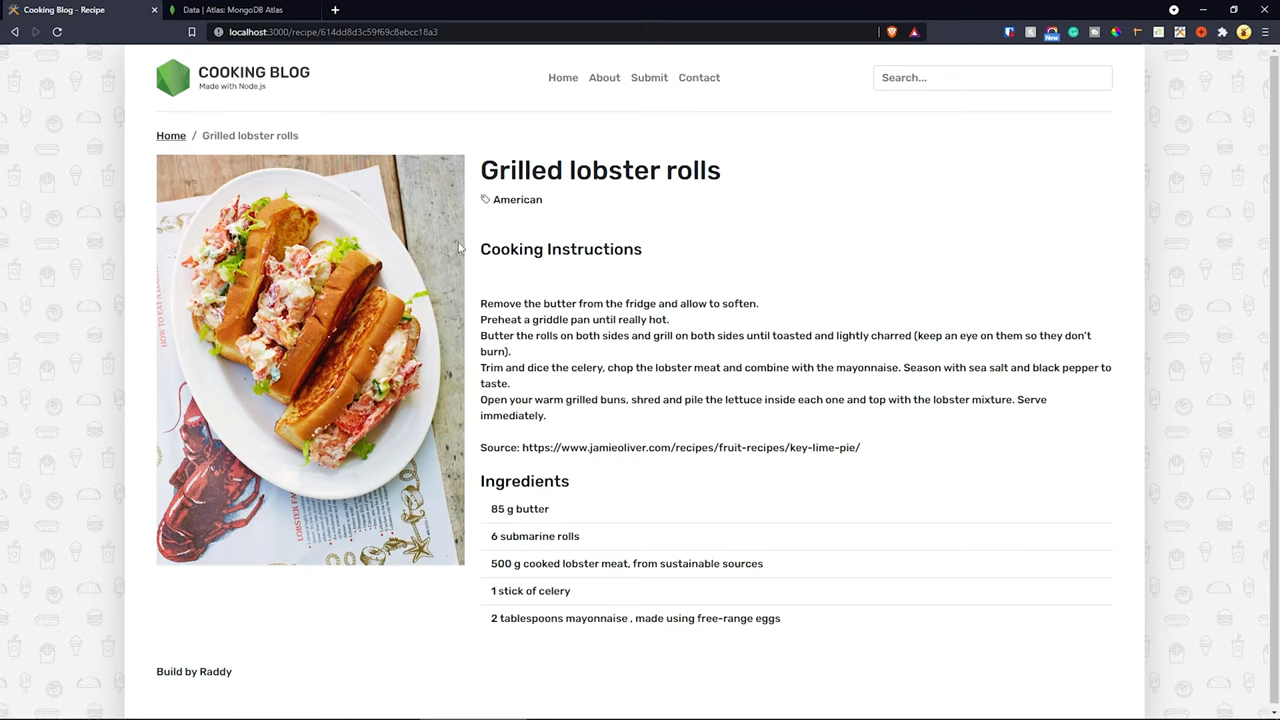 Cooking Blog - Recipe
Data | Atlas: MongoDB Atlas
localhost:3000/recipe/614dd8d3c59f69c8ebcc18a3
New
COOKING BLOG
Made with Node.js
Home
About
Submit
Contact
Search...
Home / Grilled lobster rolls
HOW TO EAT A
LOBSTER
Grilled lobster rolls
American
Cooking Instructions
Remove the butter from the fridge and allow to soften.
Preheat a griddle pan until really hot.
Butter the rolls on both sides and grill on both sides until toasted and lightly charred (keep an eye on them so they don’t
burn).
Trim and dice the celery, chop the lobster meat and combine with the mayonnaise. Season with sea salt and black pepper to
taste.
Open your warm grilled buns, shred and pile the lettuce inside each one and top with the lobster mixture. Serve
immediately.
Source: https://www.jamieoliver.com/recipes/fruit-recipes/key-lime-pie/
Ingredients
85 g butter
6 submarine rolls
500 g cooked lobster meat, from sustainable sources
1 stick of celery
2 tablespoons mayonnaise , made using free-range eggs
Build by Raddy